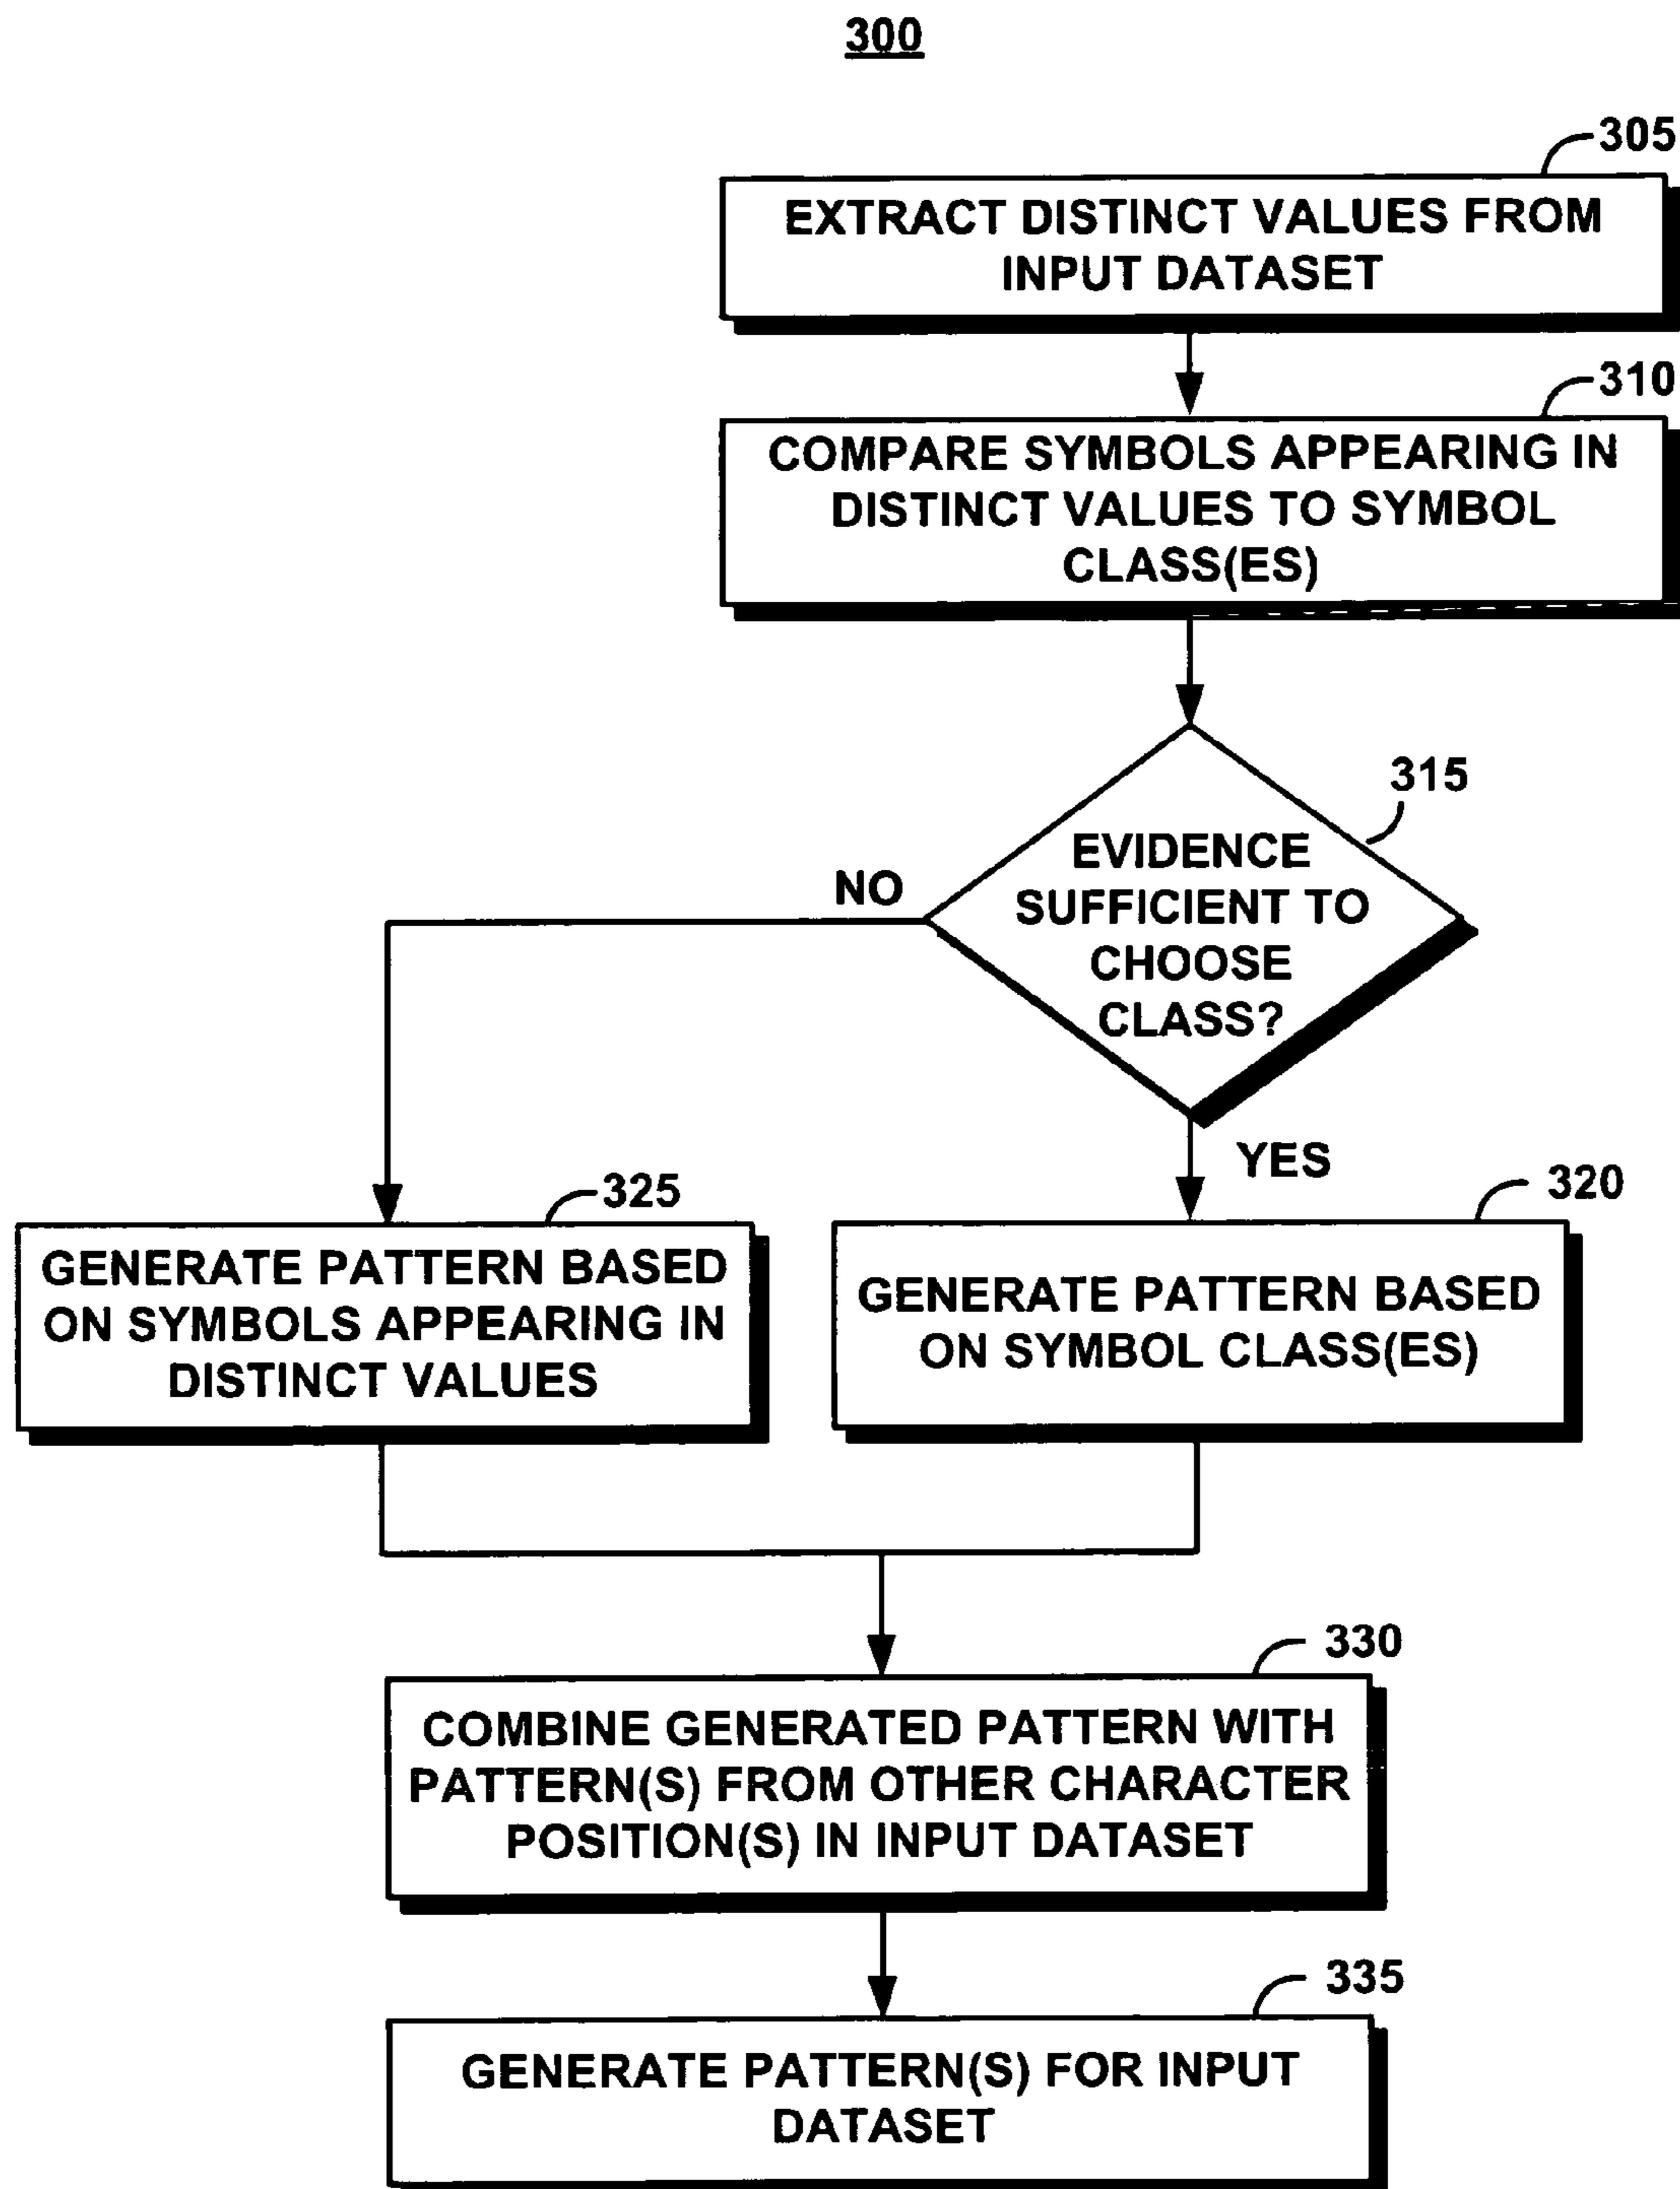 300
305
EXTRACT DISTINCT VALUES FROM
INPUT DATASET
310
COMPARE SYMBOLS APPEARING IN
DISTINCT VALUES TO SYMBOL
CLASS(ES)
315
EVIDENCE
SUFFICIENT TO
CHOOSE
CLASS?
NO
YES
325
GENERATE PATTERN BASED
ON SYMBOLS APPEARING IN
DISTINCT VALUES
320
GENERATE PATTERN BASED
ON SYMBOL CLASS(ES)
330
COMBINE GENERATED PATTERN WITH
PATTERN(S) FROM OTHER CHARACTER
POSITION(S) IN INPUT DATASET
335
GENERATE PATTERN(S) FOR INPUT
DATASET